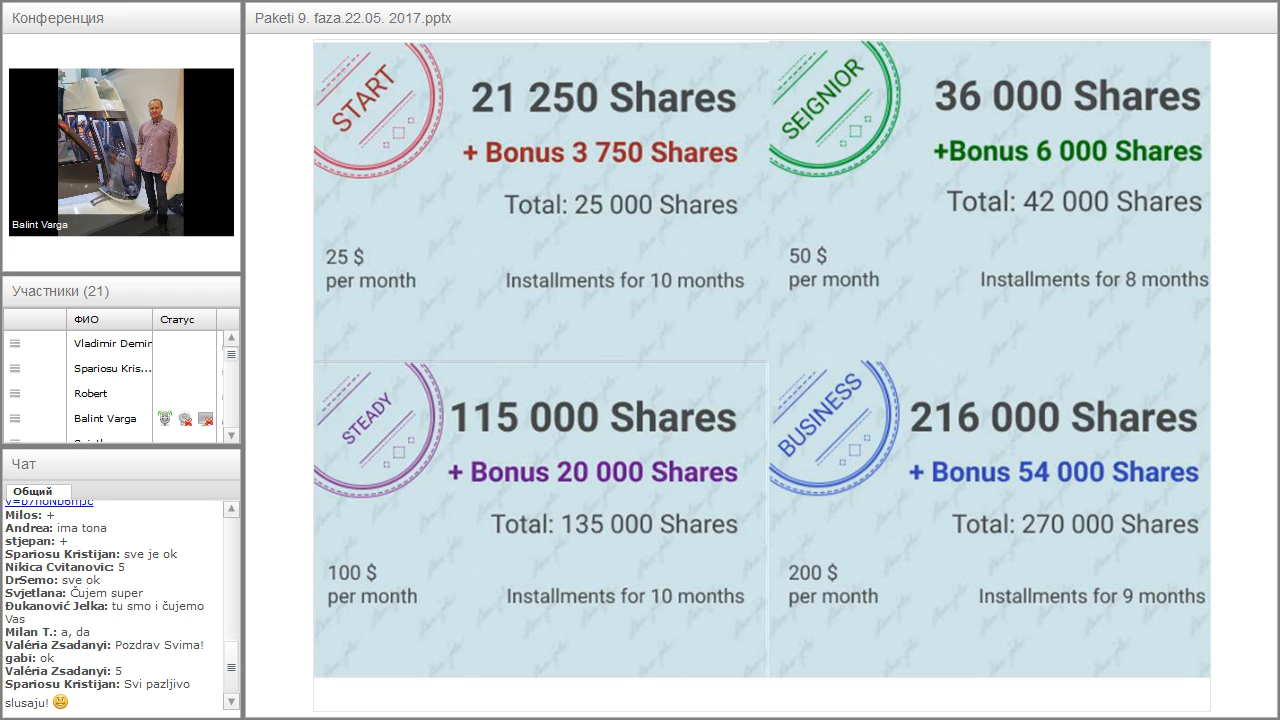 Конференция
Balint Varga
Участники (21)
ФИО Статус
Vladimir Demin
Spariosu Kris...
Robert
Balint Varga
Чат
Общий
Milos: +
Andrea: ima tona
stjepan: +
Spariosu Kristijan: sve je ok
Nikica Cvitanovic: 5
DrSemo: sve ok
Svjetlana: Čujem super
Đukanović Jelka: tu smo i čujemo
Vas
Milan T.: a, da
Valéria Zsadanyi: Pozdrav Svima!
gabi: ok
Valéria Zsadanyi: 5
Spariosu Kristijan: Svi pazljivo
slusaju!
Paketi 9. faza.22.05. 2017.pptx
START
21 250 Shares
+ Bonus 3 750 Shares
Total: 25 000 Shares
25 $
per month
Installments for 10 months
SEIGNIOR
36 000 Shares
+Bonus 6 000 Shares
Total: 42 000 Shares
50 $
per month
Installments for 8 months
STEADY
115 000 Shares
+ Bonus 20 000 Shares
Total: 135 000 Shares
100 $
per month
Installments for 10 months
BUSINESS
216 000 Shares
+ Bonus 54 000 Shares
Total: 270 000 Shares
200 $
per month
Installments for 9 months